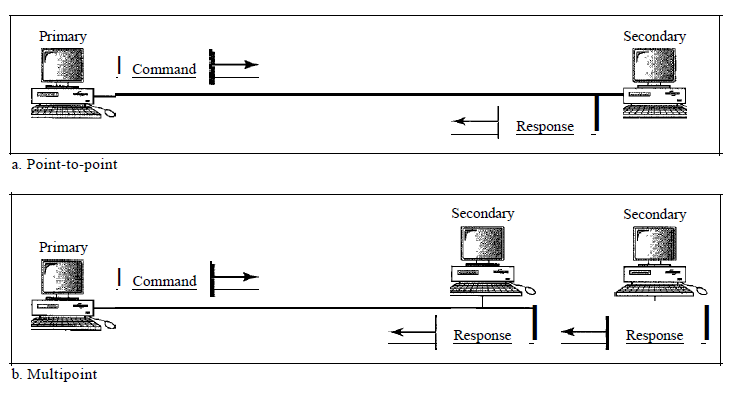 Primary
Secondary
Command
Response
a. Point-to-point
Secondary
Secondary
Primary
Command
Response
Response
b. Multipoint